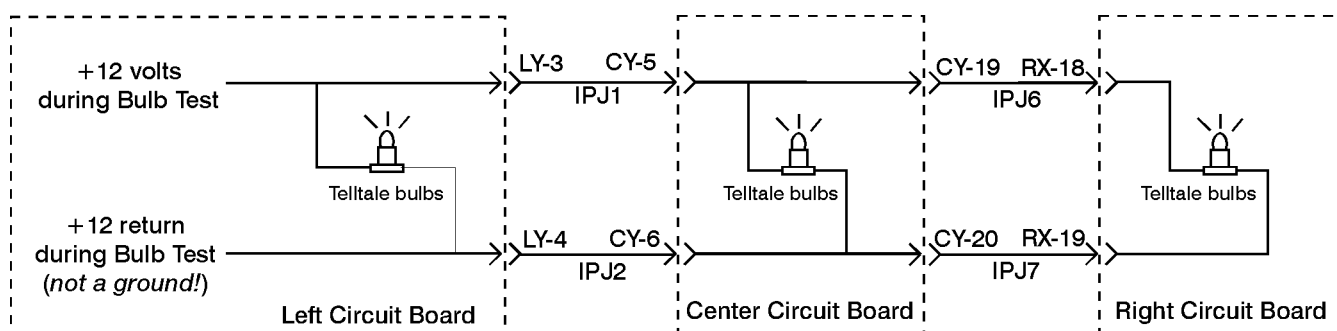 +12 volts
during Bulb Test
LY-3
CY-5
IPJ1
CY-19
RX-18
IPJ6
Telltale bulbs
Telltale bulbs
Telltale bulbs
+12 return
during Bulb Test
(not a ground!)
LY-4
CY-6
IPJ2
CY-20
RX-19
IPJ7
Left Circuit Board
Center Circuit Board
Right Circuit Board